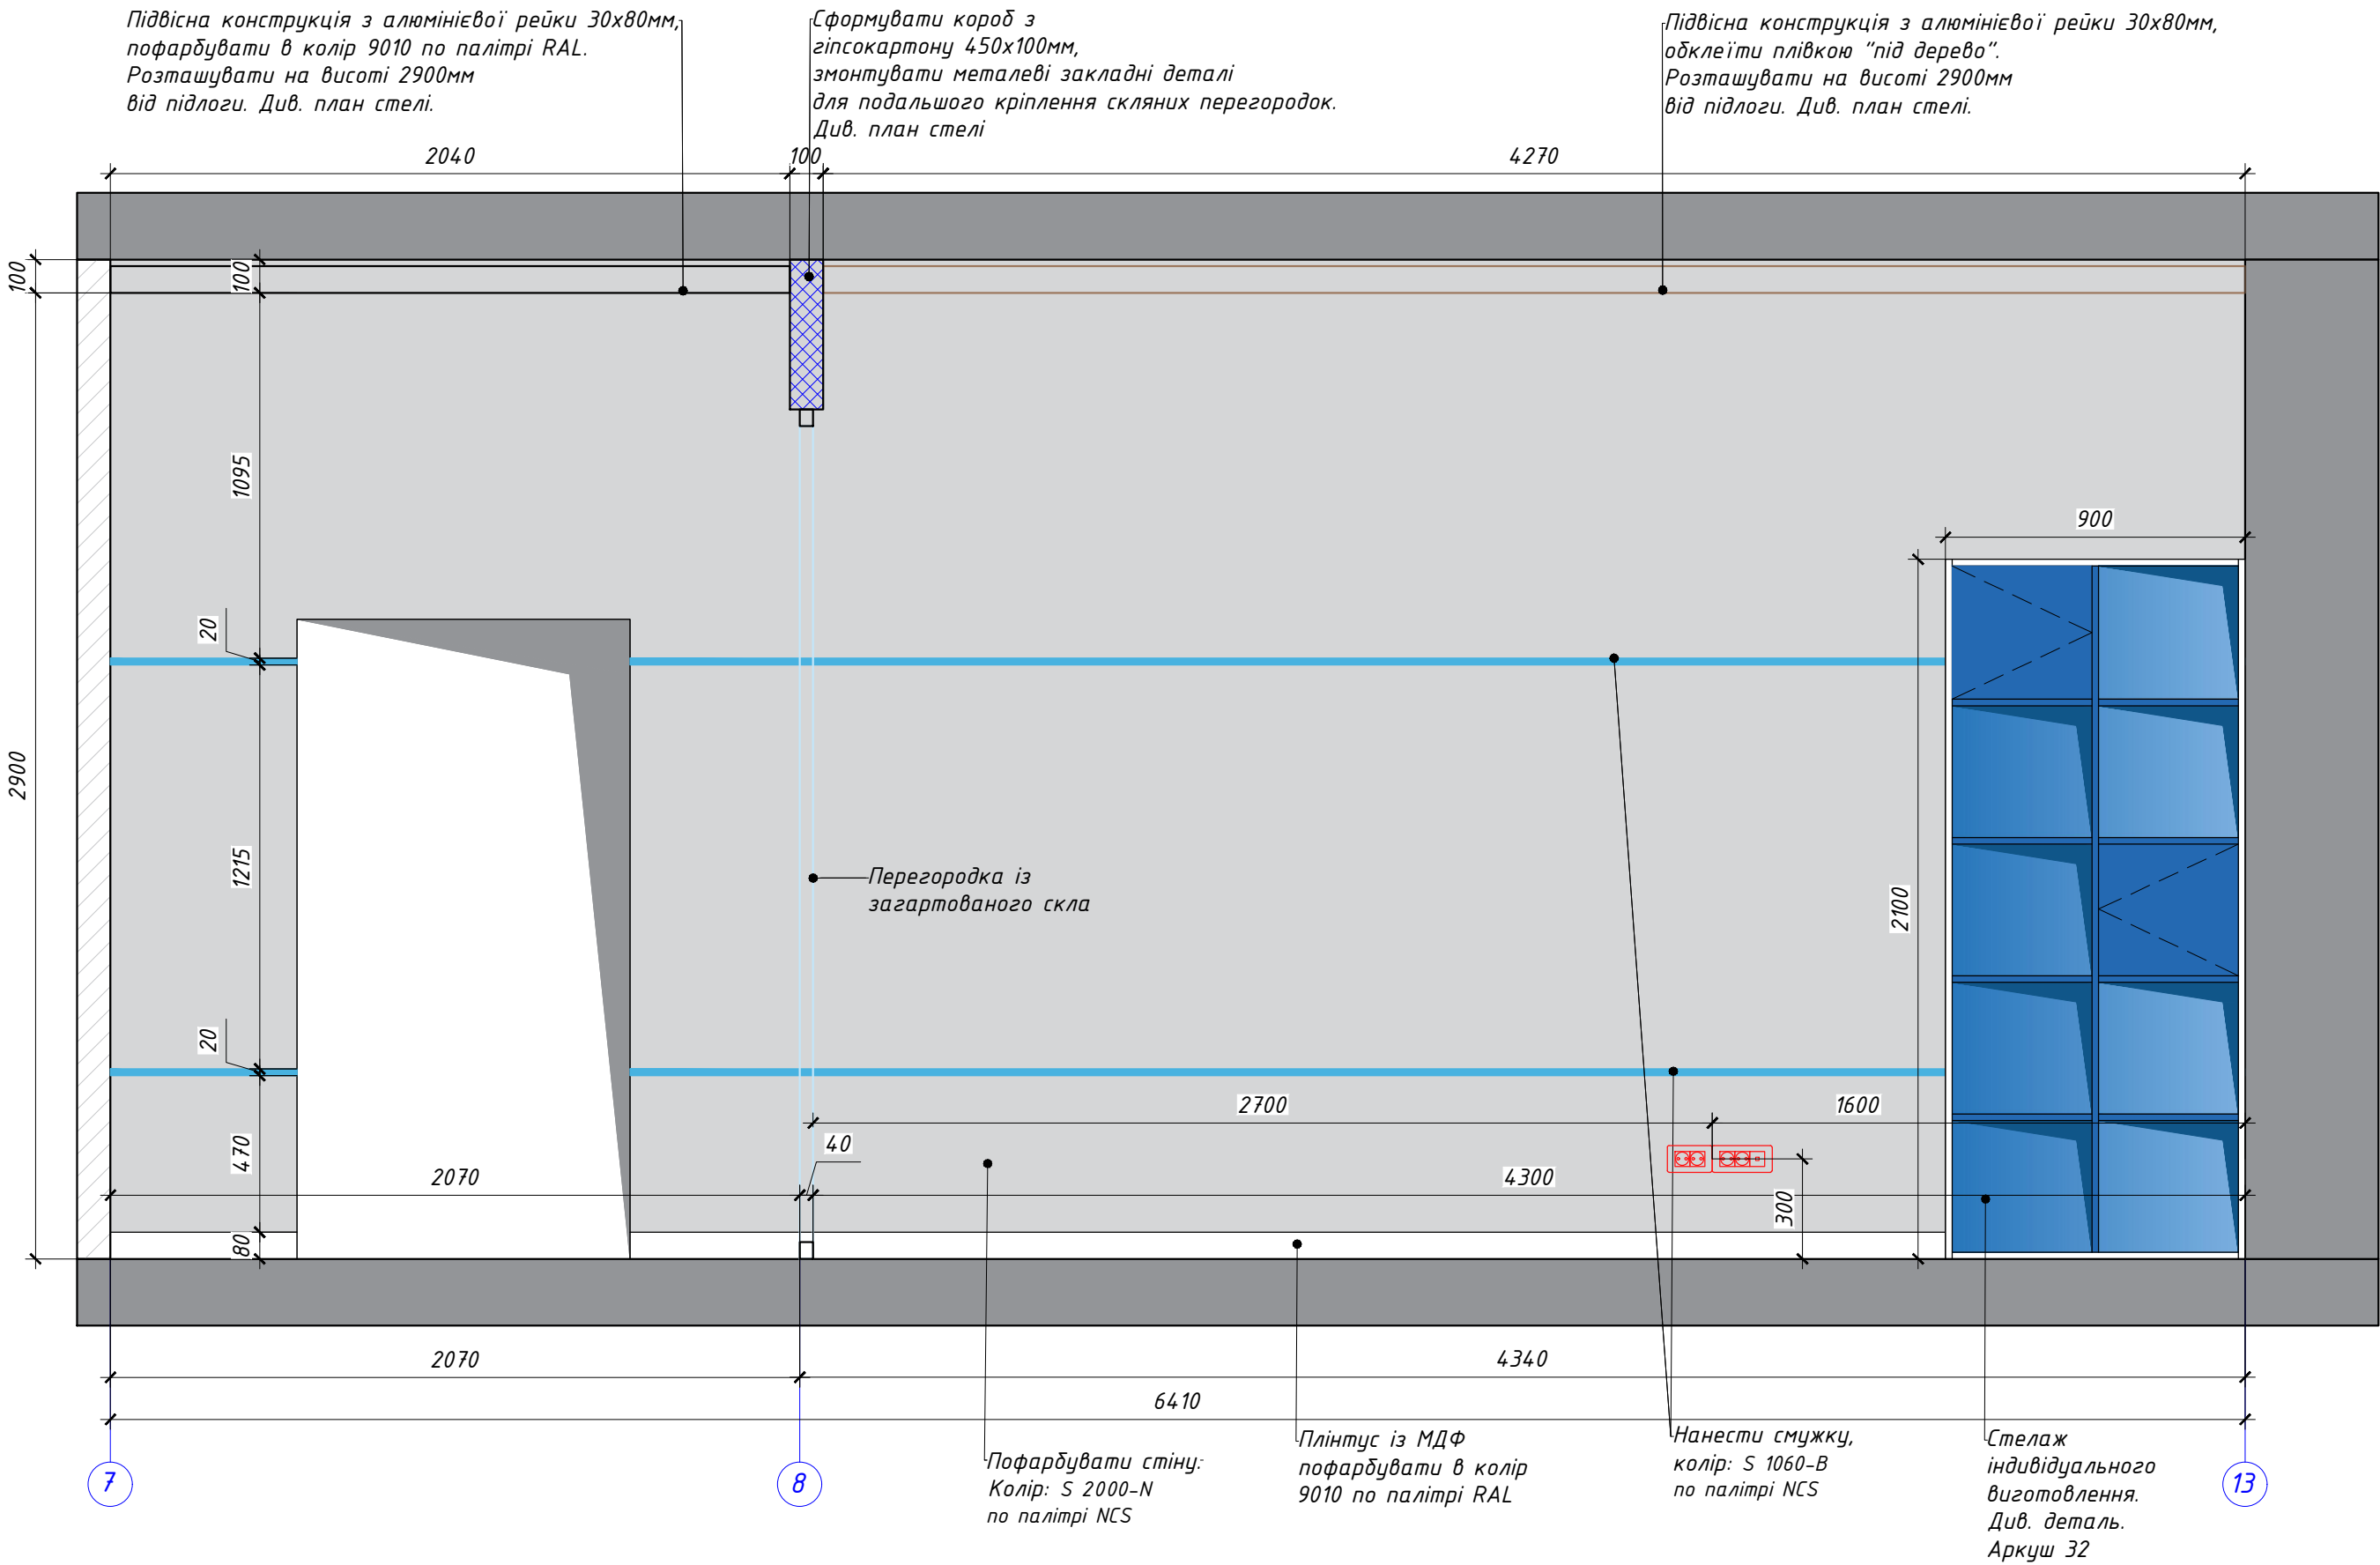 Підвісна конструкція з алюмінієвої рейки 30х80мм,
пофарбувати в колір 9010 по палітрі RAL.
Розташувати на висоті 2900мм
від підлоги. Див. план стелі.
Сформувати короб з
гіпсокартону 450х100мм,
змонтувати металеві закладні деталі
для подальшого кріплення скляних перегородок.
Див. план стелі
Підвісна конструкція з алюмінієвої рейки 30х80мм,
обклеїти плівкою "під дерево".
Розташувати на висоті 2900мм
від підлоги. Див. план стелі.
2040
100
4270
100
100
1095
900
20
2900
1215
2100
Перегородка із
загартованого скла
20
2700
1600
470
40
2070
4300
300
80
2070
4340
6410
7
8
13
Пофарбувати стіну:
Колір: S 2000-N
по палітрі NCS
Плінтус із МДФ
пофарбувати в колір
9010 по палітрі RAL
Нанести смужку,
колір: S 1060-B
по палітрі NCS
Стелаж
індивідуального
виготовлення.
Див. деталь.
Аркуш 32